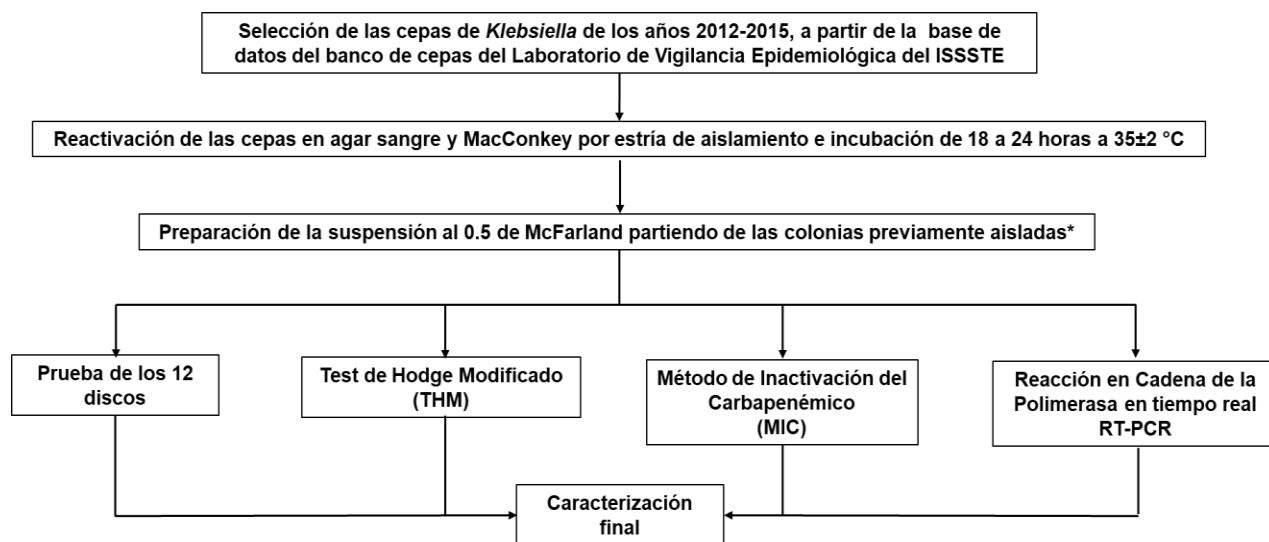 Selección de las cepas de Klebsiella de los años 2012-2015, a partir de la base de
datos del banco de cepas del Laboratorio de Vigilancia Epidemiológica del ISSSTE
Reactivación de las cepas en agar sangre y MacConkey por estría de aislamiento e incubación de 18 a 24 horas a 35±2 °C
Preparación de la suspensión al 0.5 de McFarland partiendo de las colonias previamente aisladas*
Prueba de los 12
discos
Test de Hodge Modificado
(THM)
Método de Inactivación del
Carbapenémico
(MIC)
Reacción en Cadena de la
Polimerasa en tiempo real
RT-PCR
Caracterización
final